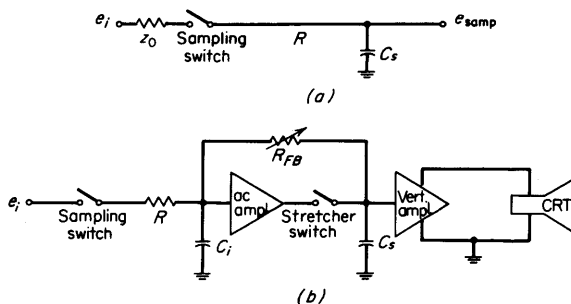 e_i
z_0
Sampling
switch
R
C_s
e_samp
(a)
R_FB
e_i
Sampling
switch
R
C_i
ac
ampl
Stretcher
switch
C_s
Vert
ampl
CRT
(b)